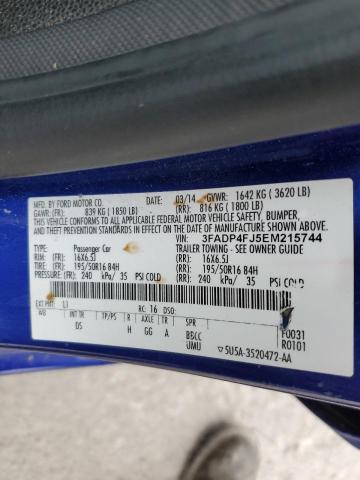 MFD. BY FORD MOTOR CO.
DATE: 03/14 GVWR: 1642 KG ( 3620 LB)
GAWR: (FR): 839 KG ( 1850 LB) (RR): 816 KG ( 1800 LB)
THIS VEHICLE CONFORMS TO ALL APPLICABLE FEDERAL MOTOR VEHICLE SAFETY, BUMPER,
AND THEFT PREVENTION STANDARDS IN EFFECT ON THE DATE OF MANUFACTURE SHOWN ABOVE.
VIN: 3FADP4FJ5EM215744
TYPE: Passenger Car TRAILER TOWING - SEE OWNER GUIDE
RIM: (FR): 16X6.5J (RR): 16X6.5J
TIRE: (FR): 195/50R16 84H (RR): 195/50R16 84H
PRESSURE: (FR): 240 kPa/ 35 PSI COLD (RR): 240 kPa/ 35 PSI COLD
EXT PNT: L3 RC: 16 DSO: F0031
WB INT TR TP/PS R AXLE TR SPR R0101
DS H GG A BBCC
UMU 5U5A-3520472-AA